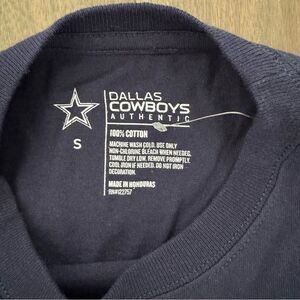 DALLAS
COWBOYS
AUTHENTIC
100% COTTON
S
MACHINE WASH COLD. USE ONLY
NON-CHLORINE BLEACH WHEN NEEDED.
TUMBLE DRY LOW. REMOVE PROMPTLY.
COOL IRON IF NEEDED. DO NOT IRON
DECORATION.
MADE IN HONDURAS
RN#122757